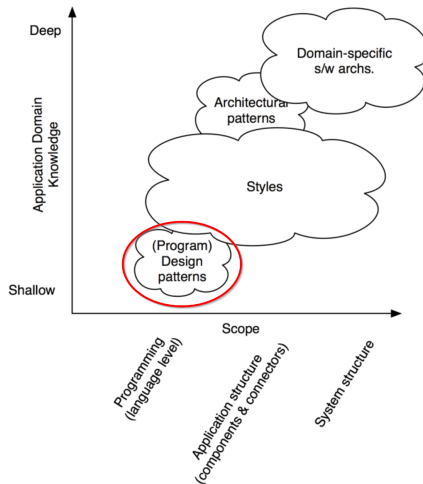 Deep
Domain-specific
s/w archs.
Architectural
patterns
Application Domain
Knowledge
Styles
(Program)
Design
patterns
Shallow
Scope
Programming
(language level)
Application structure
(components & connectors)
System structure